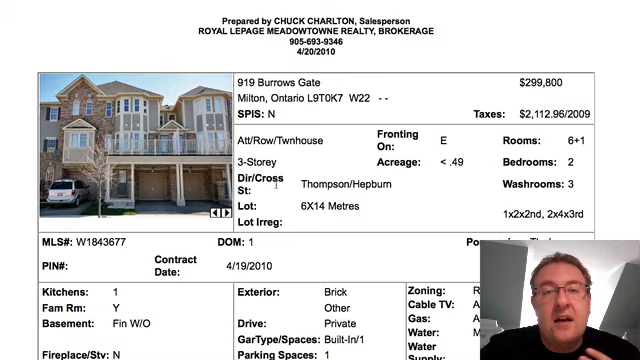 Prepared by CHUCK CHARLTON, Salesperson
ROYAL LEPAGE MEADOWTOWNE REALTY, BROKERAGE
905-693-9346
4/20/2010
919 Burrows Gate $299,800
Milton, Ontario L9T0K7 W22 - -
SPIS: N Taxes: $2,112.96/2009
Att/Row/Twnhouse Fronting On: E Rooms: 6+1
3-Storey Acreage: < .49 Bedrooms: 2
Dir/Cross St: Thompson/Hepburn Washrooms: 3
Lot: 6X14 Metres 1x2x2nd, 2x4x3rd
Lot Irreg:
MLS#: W1843677 DOM: 1
PIN#: Contract Date: 4/19/2010
Kitchens: 1 Exterior: Brick Zoning:
Fam Rm: Y Other Cable TV:
Basement: Fin W/O Drive: Private Gas:
GarType/Spaces: Built-In/1 Water:
Fireplace/Stv: N Parking Spaces: 1 Water Supply: